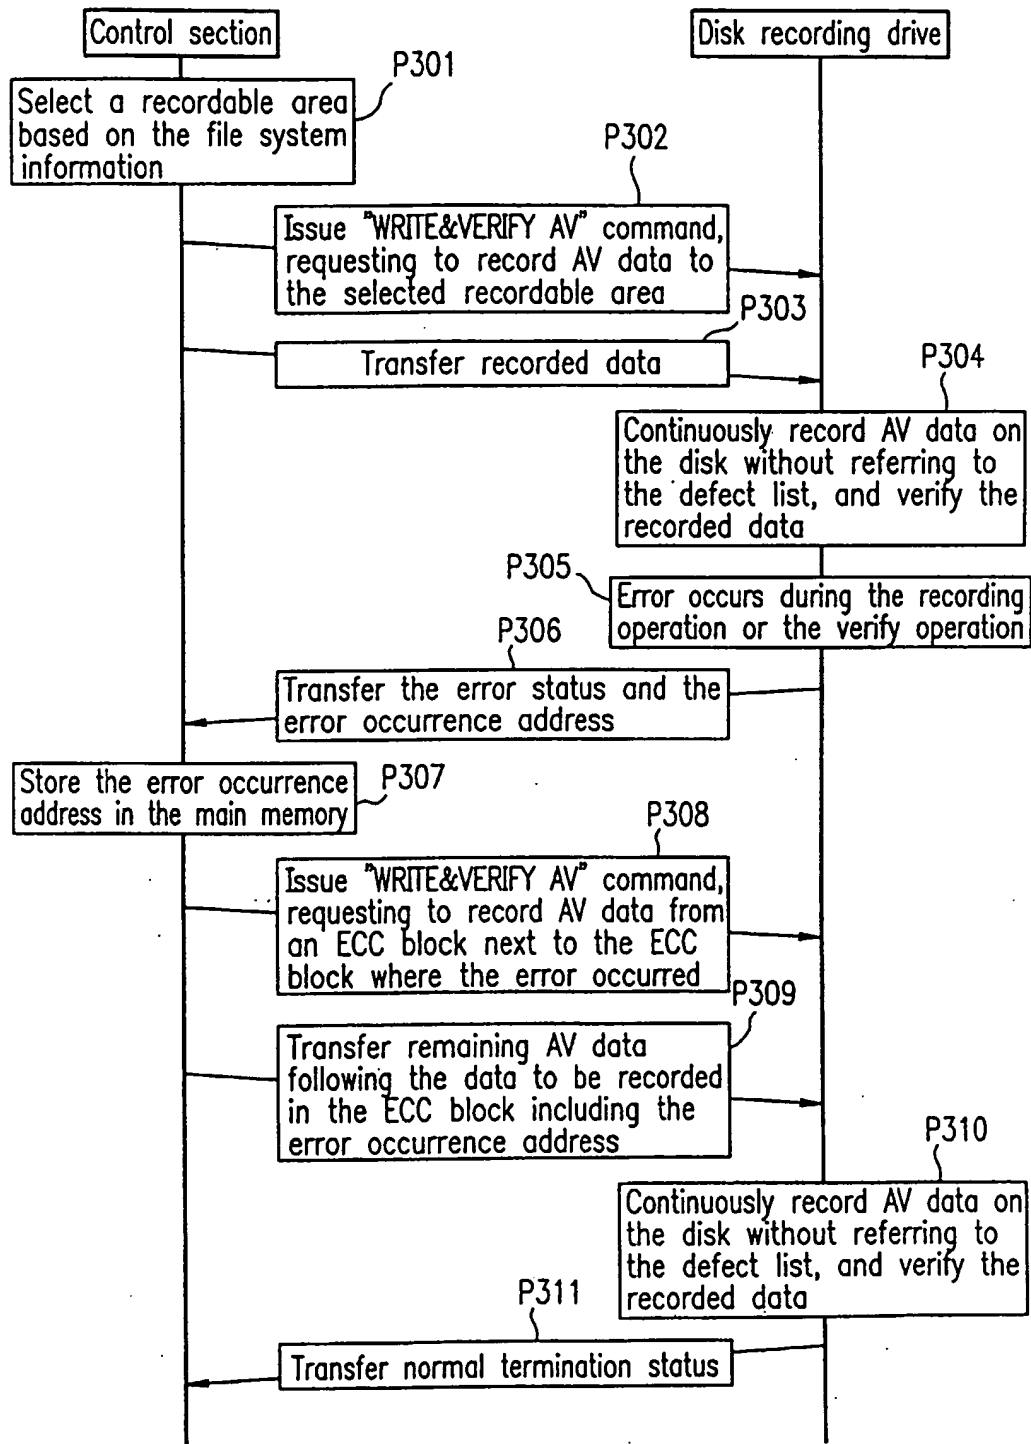 Control section
Disk recording drive
P301
Select a recordable area
based on the file system
information
P302
Issue "WRITE&VERIFY AV" command,
requesting to record AV data to
the selected recordable area
P303
Transfer recorded data
P304
Continuously record AV data on
the disk without referring to
the defect list, and verify the
recorded data
P305
Error occurs during the recording
operation or the verify operation
P306
Transfer the error status and the
error occurrence address
P307
Store the error occurrence
address in the main memory
P308
Issue "WRITE&VERIFY AV" command,
requesting to record AV data from
an ECC block next to the ECC
block where the error occurred
P309
Transfer remaining AV data
following the data to be recorded
in the ECC block including the
error occurrence address
P310
Continuously record AV data on
the disk without referring to
the defect list, and verify the
recorded data
P311
Transfer normal termination status